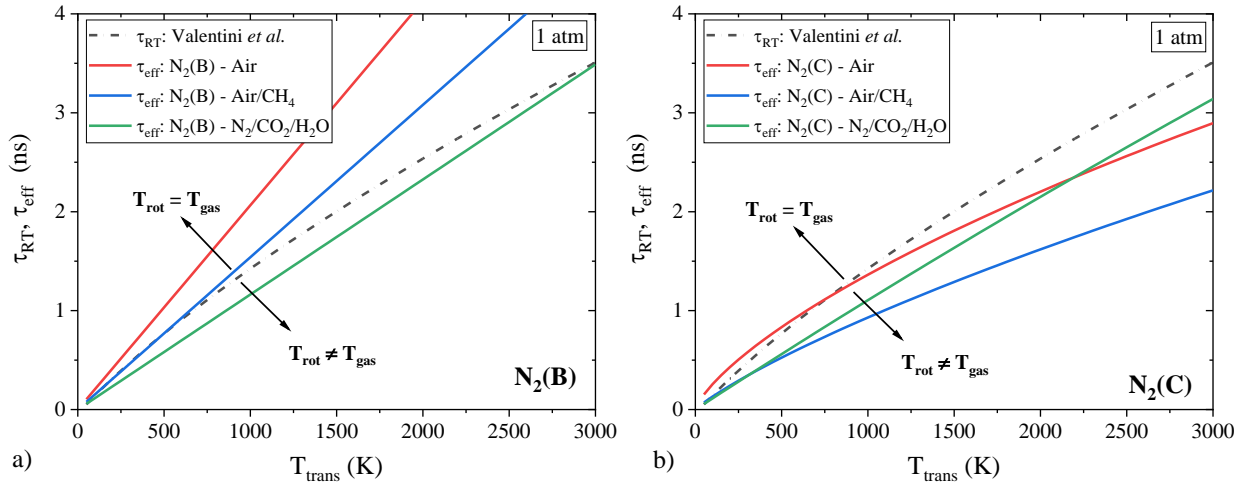 1 atm
τRT: Valentini et al.
τeff: N2(B) - Air
τeff: N2(B) - Air/CH4
τeff: N2(B) - N2/CO2/H2O
Trot = Tgas
Trot ≠ Tgas
N2(B)
τRT, τeff (ns)
4
3
2
1
0
0 500 1000 1500 2000 2500 3000
Ttrans (K)
a)
1 atm
τRT: Valentini et al.
τeff: N2(C) - Air
τeff: N2(C) - Air/CH4
τeff: N2(C) - N2/CO2/H2O
Trot = Tgas
Trot ≠ Tgas
N2(C)
τRT, τeff (ns)
4
3
2
1
0
0 500 1000 1500 2000 2500 3000
Ttrans (K)
b)